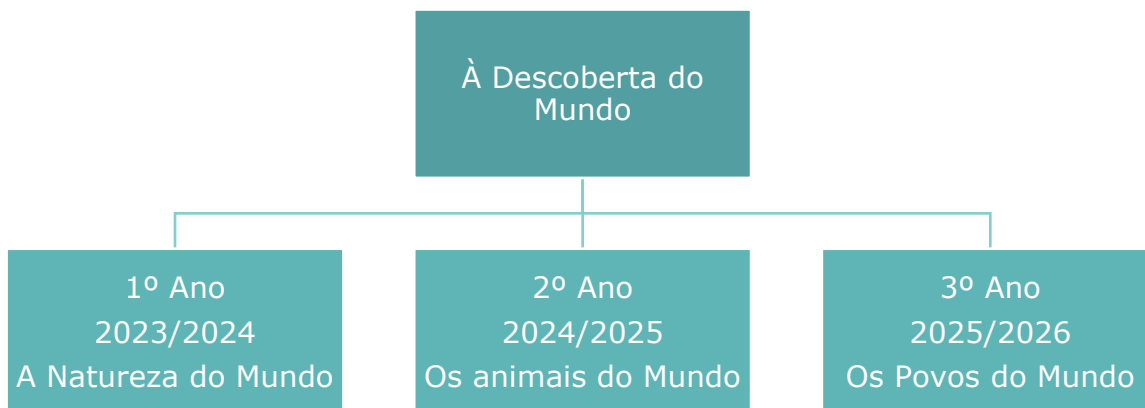 À Descoberta do
Mundo
1º Ano
2023/2024
A Natureza do Mundo
2º Ano
2024/2025
Os animais do Mundo
3º Ano
2025/2026
Os Povos do Mundo